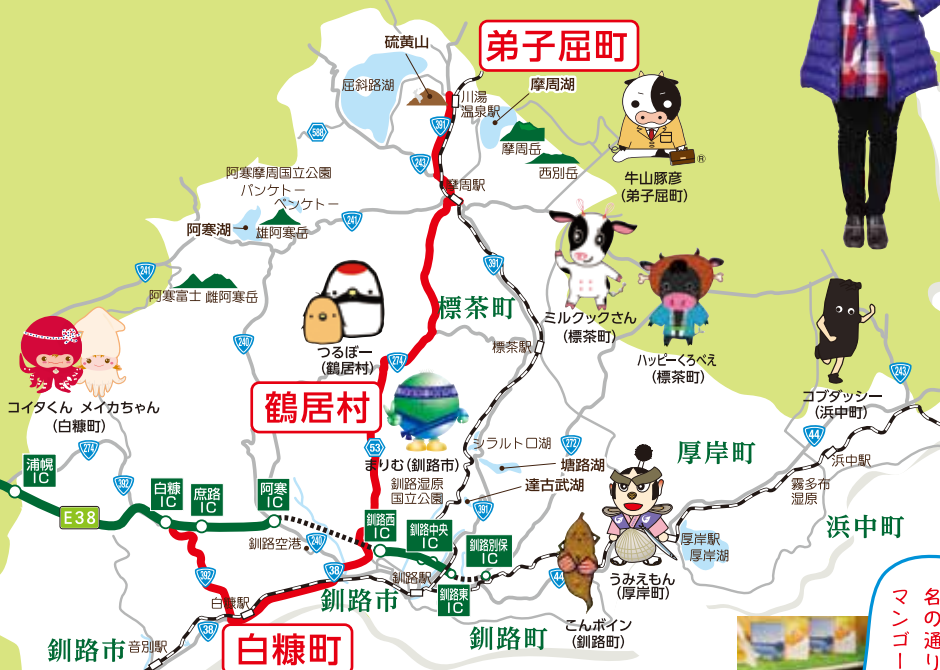 硫黄山
弟子屈町
屈斜路湖
川湯
温泉駅
摩周湖
391
588
243
摩周岳
西別岳
®
牛山豚彦
(弟子屈町)
阿寒摩周国立公園
パンケトー
ペンケトー
摩周駅
阿寒湖
雄阿寒岳
241
241
391
阿寒富士
雌阿寒岳
標茶町
ミルクックさん
(標茶町)
240
つるぼー
(鶴居村)
標茶駅
274
ハッピーくろべえ
(標茶町)
243
コイタくん
メイカちゃん
(白糠町)
鶴居村
コブダッシー
(浜中町)
274
53
まりむ(釧路市)
シラルトロ湖
272
厚岸町
44
浜中駅
浦幌
IC
392
白糠
IC
庶路
IC
阿寒
IC
釧路湿原
国立公園
塘路湖
達古武湖
391
霧多布
湿原
浜中町
E38
釧路空港
240
釧路西
IC
釧路中央
IC
釧路別保
IC
厚岸駅
厚岸湖
392
38
釧路駅
釧路東
IC
44
うみえもん
(厚岸町)
白糠駅
釧路市
こんボイン
(釧路町)
釧路市
音別駅
38
白糠町
釧路町
名の通り
マンゴー